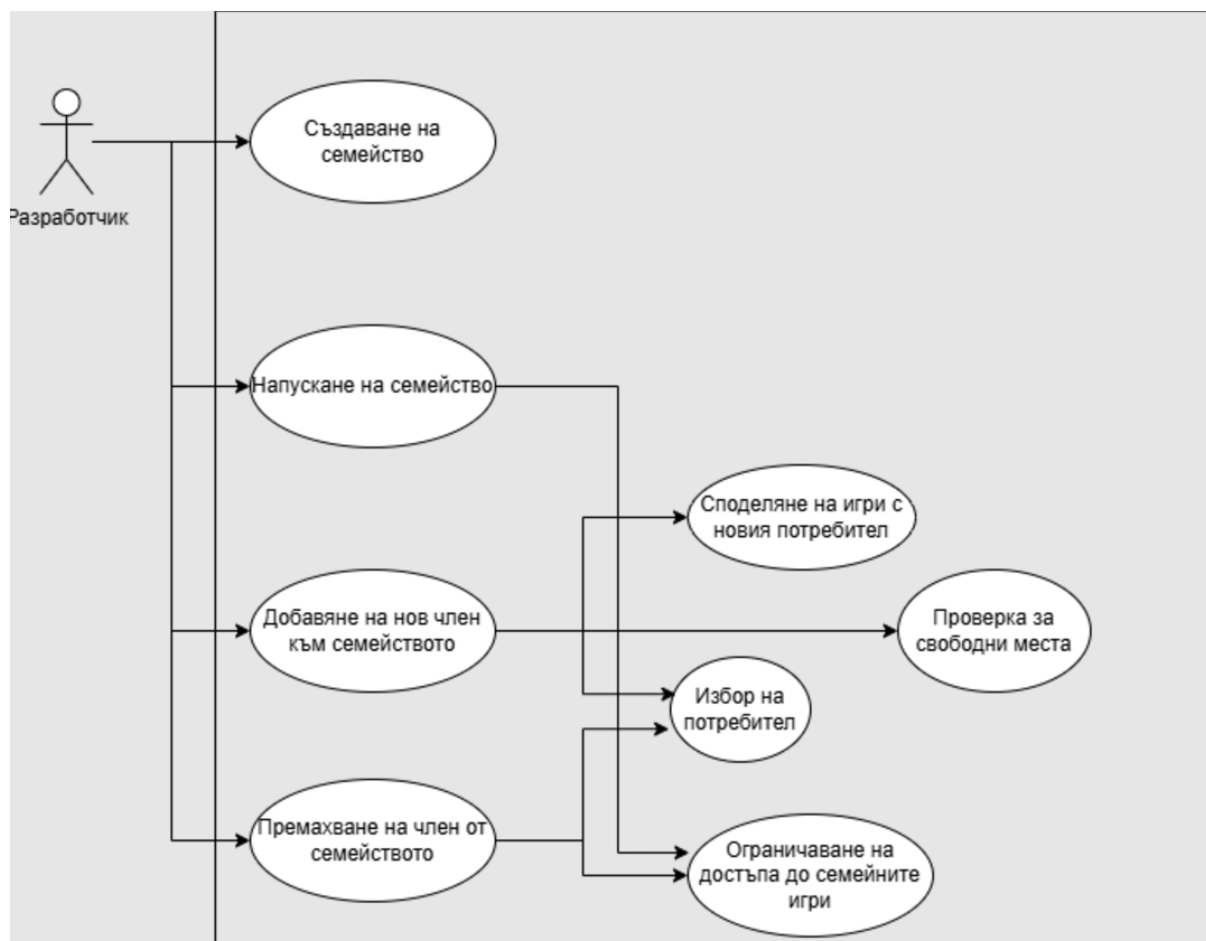 Създаване на
семейство
Разработчик
Напускане на семейство
Споделяне на игри с
новия потребител
Добавяне на нов член
към семейството
Проверка за
свободни места
Избор на
потребител
Премахване на член от
семейството
Ограничаване на
достъпа до семейните
игри